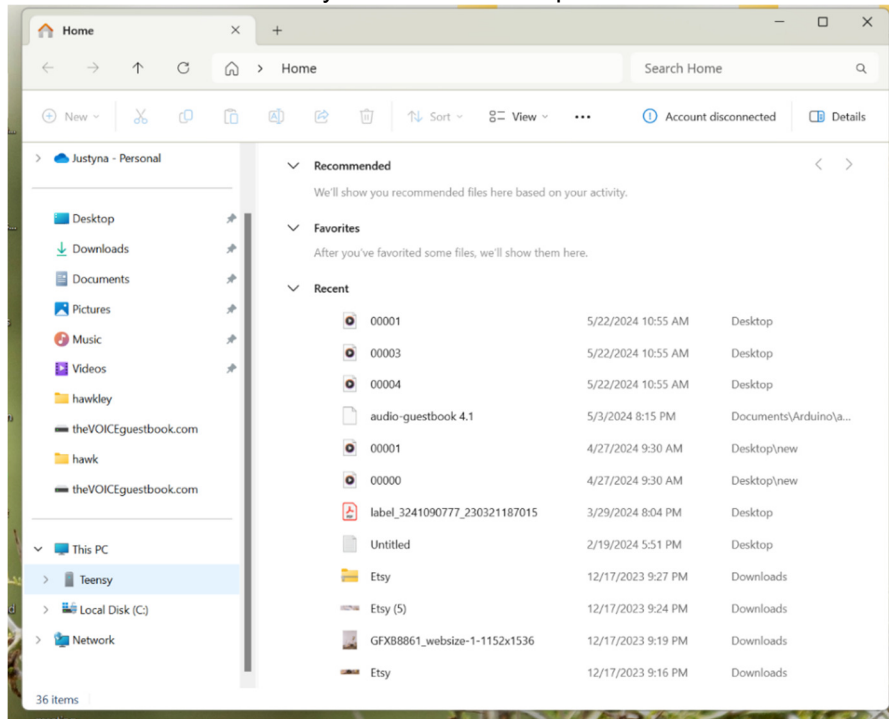 Home
Home
Search Home
New
Sort
View
Account disconnected
Details
Justyna - Personal
Desktop
Downloads
Documents
Pictures
Music
Videos
hawkley
theVOICEguestbook.com
hawk
theVOICEguestbook.com
This PC
Teensy
Local Disk (C:)
Network
Recommended
We'll show you recommended files here based on your activity.
Favorites
After you've favorited some files, we'll show them here.
Recent
00001 5/22/2024 10:55 AM Desktop
00003 5/22/2024 10:55 AM Desktop
00004 5/22/2024 10:55 AM Desktop
audio-guestbook 4.1 5/3/2024 8:15 PM Documents\Arduino\a...
00001 4/27/2024 9:30 AM Desktop\new
00000 4/27/2024 9:30 AM Desktop\new
label_3241090777_230321187015 3/29/2024 8:04 PM Desktop
Untitled 2/19/2024 5:51 PM Desktop
Etsy 12/17/2023 9:27 PM Downloads
Etsy (5) 12/17/2023 9:24 PM Downloads
GFXB8861_websize-1-1152x1536 12/17/2023 9:19 PM Downloads
Etsy 12/17/2023 9:16 PM Downloads
36 items